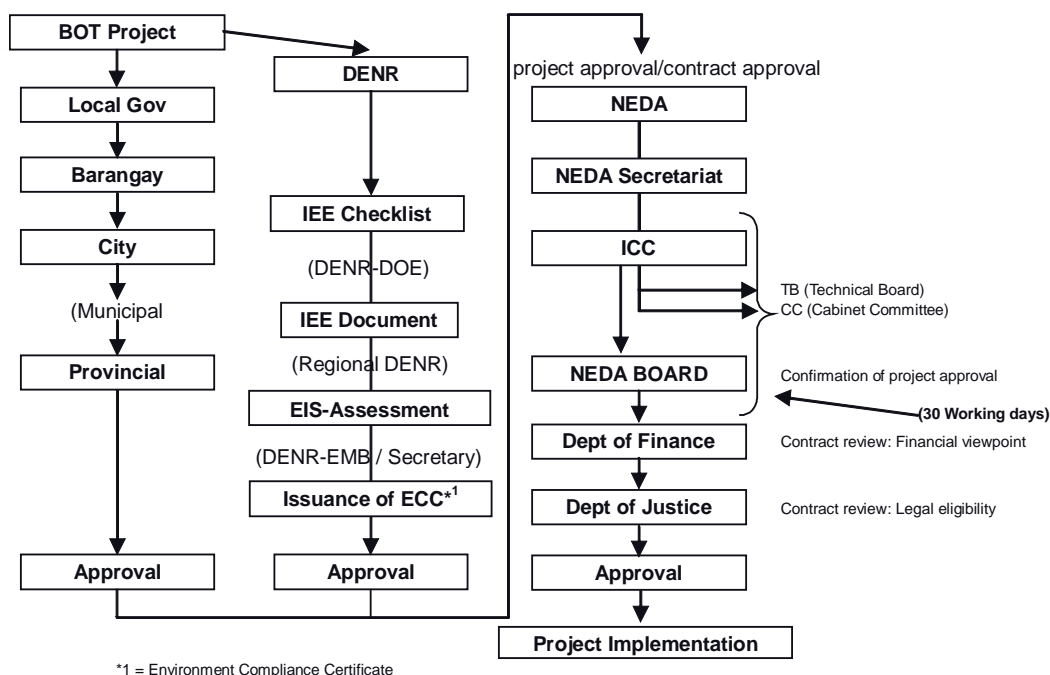 BOT Project
Local Gov
Barangay
City
(Municipal
Provincial
Approval
DENR
IEE Checklist
(DENR-DOE)
IEE Document
(Regional DENR)
EIS-Assessment
(DENR-EMB / Secretary)
Issuance of ECC*1
Approval
project approval/contract approval
NEDA
NEDA Secretariat
ICC
TB (Technical Board)
CC (Cabinet Committee)
NEDA BOARD
Confirmation of project approval
(30 Working days)
Dept of Finance
Contract review: Financial viewpoint
Dept of Justice
Contract review: Legal eligibility
Approval
Project Implementation
*1 = Environment Compliance Certificate